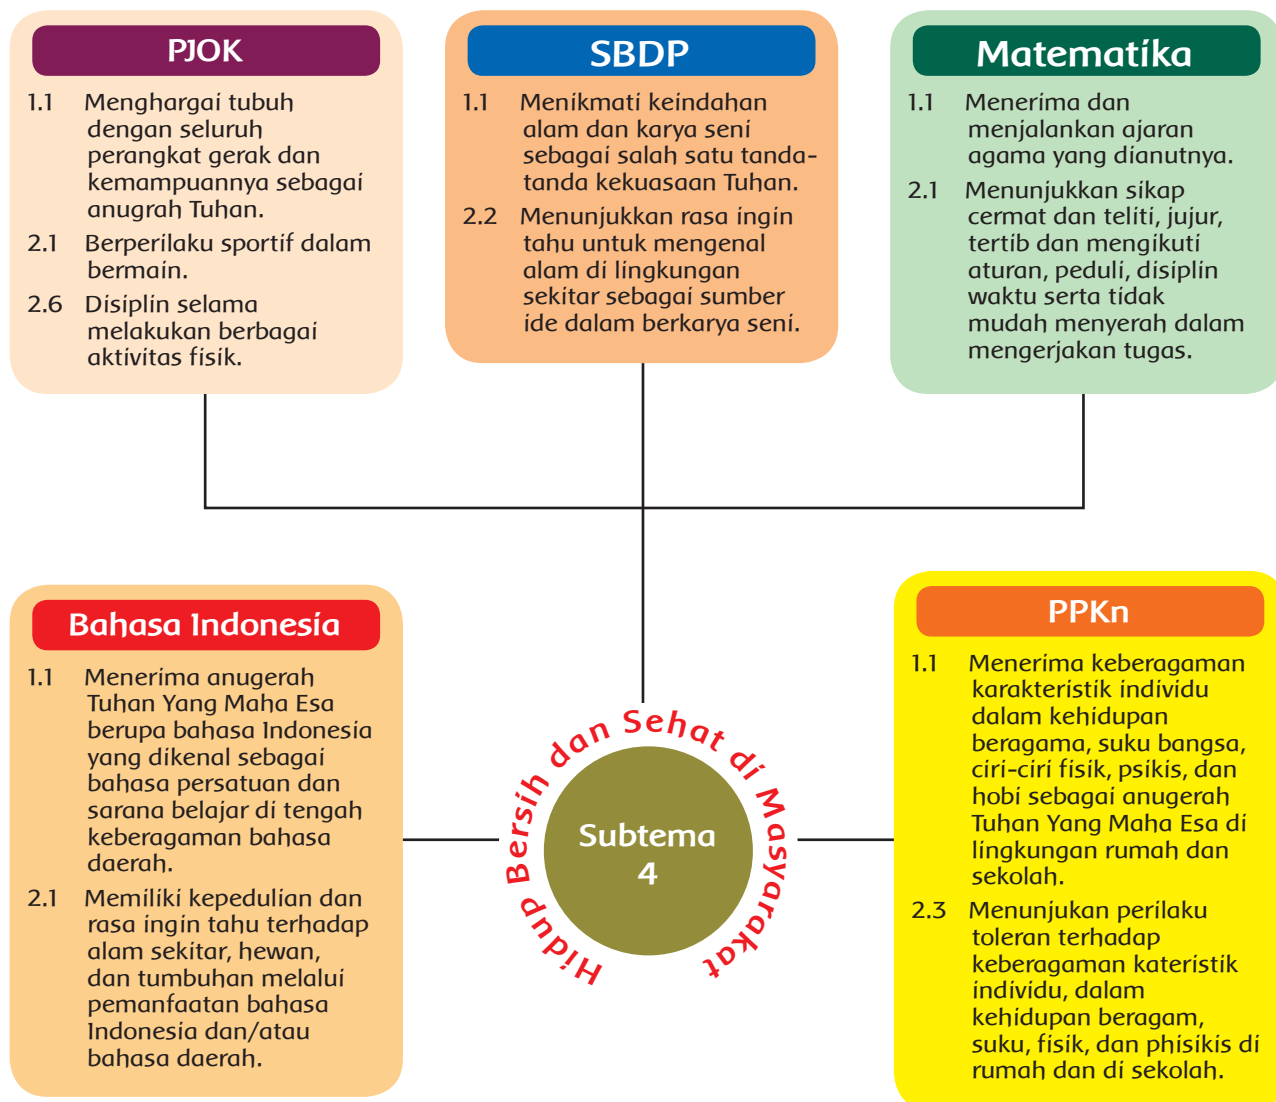 PJOK
1.1 Menghargai tubuh
dengan seluruh
perangkat gerak dan
kemampuannya sebagai
anugrah Tuhan.
2.1 Berperilaku sportif dalam
bermain.
2.6 Disiplin selama
melakukan berbagai
aktivitas fisik.
SBDP
1.1 Menikmati keindahan
alam dan karya seni
sebagai salah satu tanda-
tanda kekuasaan Tuhan.
2.2 Menunjukkan rasa ingin
tahu untuk mengenal
alam di lingkungan
sekitar sebagai sumber
ide dalam berkarya seni.
Matematika
1.1 Menerima dan
menjalankan ajaran
agama yang dianutnya.
2.1 Menunjukkan sikap
cermat dan teliti, jujur,
tertib dan mengikuti
aturan, peduli, disiplin
waktu serta tidak
mudah menyerah dalam
mengerjakan tugas.
Bahasa Indonesia
1.1 Menerima anugerah
Tuhan Yang Maha Esa
berupa bahasa Indonesia
yang dikenal sebagai
bahasa persatuan dan
sarana belajar di tengah
keberagaman bahasa
daerah.
2.1 Memiliki kepedulian dan
rasa ingin tahu terhadap
alam sekitar, hewan,
dan tumbuhan melalui
pemanfaatan bahasa
Indonesia dan/atau
bahasa daerah.
Hidup Bersih dan Sehat di Masyarakat
Subtema
4
PPKn
1.1 Menerima keberagaman
karakteristik individu
dalam kehidupan
beragama, suku bangsa,
ciri-ciri fisik, psikis, dan
hobi sebagai anugerah
Tuhan Yang Maha Esa di
lingkungan rumah dan
sekolah.
2.3 Menunjukan perilaku
toleran terhadap
keberagaman kateristik
individu, dalam
kehidupan beragam,
suku, fisik, dan phisikis di
rumah dan di sekolah.